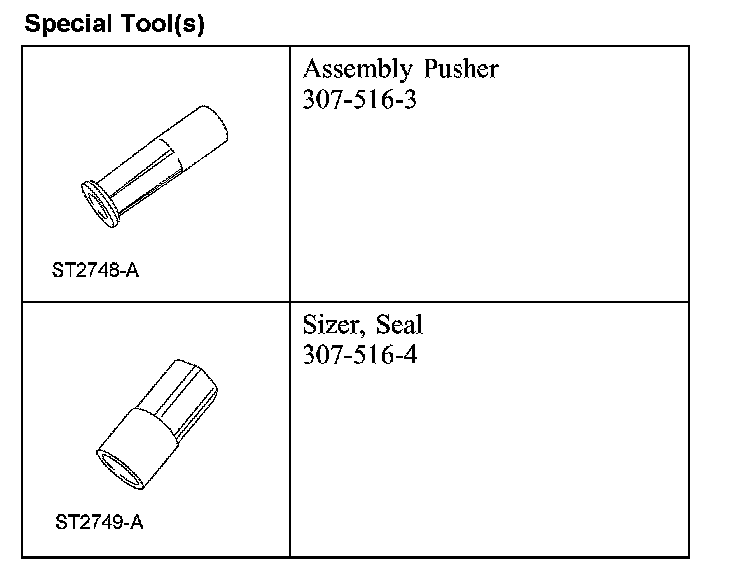 Special Tool(s)
Assembly Pusher
307-516-3
ST2748-A
Sizer, Seal
307-516-4
ST2749-A